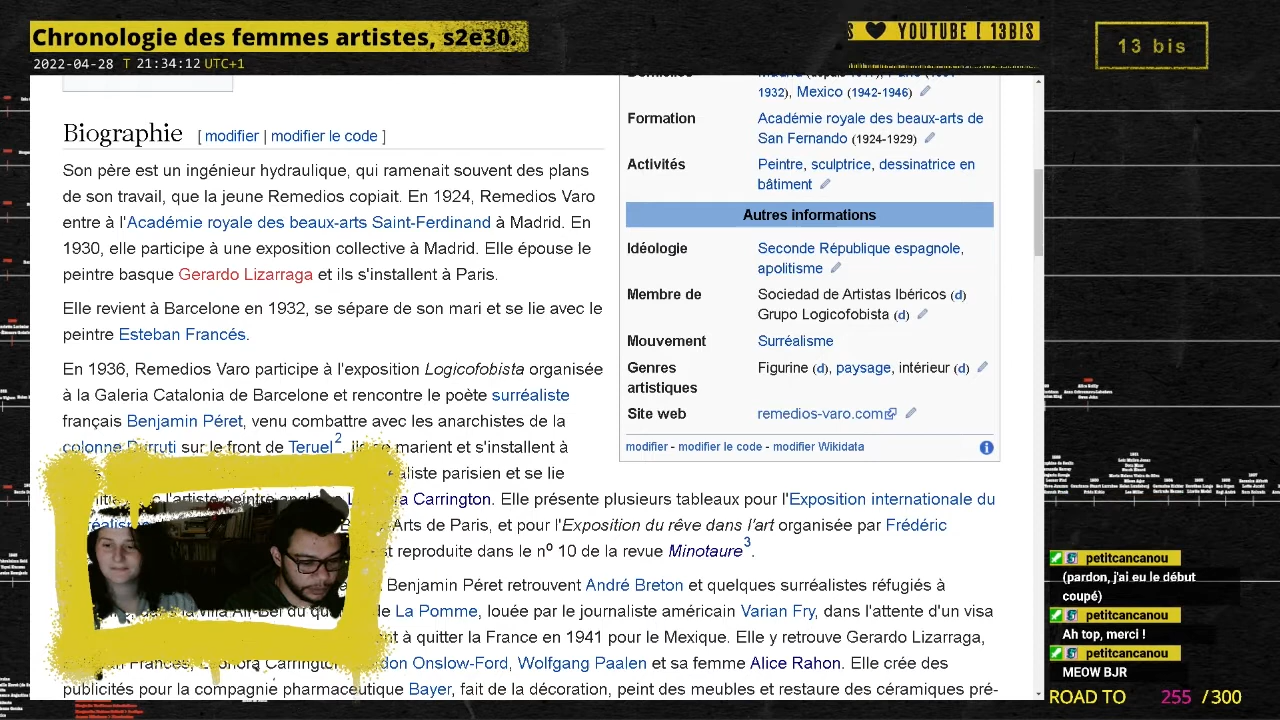 Chronologie des femmes artistes, s2e30.
YOUTUBE [ 13BIS
13 bis
2022-04-28 T 21:34:12 UTC+1
1932), Mexico (1942-1946)
Biographie [ modifier | modifier le code ]
Formation
Académie royale des beaux-arts de
San Fernando (1924-1929)
Activités
Peintre, sculptrice, dessinatrice en
bâtiment
Son père est un ingénieur hydraulique, qui ramenait souvent des plans
de son travail, que la jeune Remedios copiait. En 1924, Remedios Varo
entre à l'Académie royale des beaux-arts Saint-Ferdinand à Madrid. En
1930, elle participe à une exposition collective à Madrid. Elle épouse le
peintre basque Gerardo Lizarraga et ils s'installent à Paris.
Elle revient à Barcelone en 1932, se sépare de son mari et se lie avec le
peintre Esteban Francés.
Autres informations
Idéologie
Seconde République espagnole,
apolitisme
Membre de
Sociedad de Artistas Ibéricos (d)
Grupo Logicofobista (d)
Mouvement
Surréalisme
Genres
artistiques
Figurine (d), paysage, intérieur (d)
Site web
remedios-varo.com
modifier - modifier le code - modifier Wikidata
En 1936, Remedios Varo participe à l'exposition Logicofobista organisée
à la Galeria Catalonia de Barcelone et rencontre le poète surréaliste
français Benjamin Péret, venu combattre avec les anarchistes de la
colonne Durruti sur le front de Teruel2. marient et s'installent à
parisien et se lie
l'artiste peintre Carrington. Elle plusieurs tableaux pour l'Exposition internationale du
Arts de Paris, et pour l'Exposition du rêve dans l'art organisée par Frédéric
est reproduite dans le nº 10 de la revue Minotaure3.
Benjamin Péret retrouvent André Breton et quelques surréalistes réfugiés à
de La Pomme, louée par le journaliste américain Varian Fry, dans l'attente d'un visa
à quitter la France en 1941 pour le Mexique. Elle y retrouve Gerardo Lizarraga,
Francés, Carrington, Onslow-Ford, Wolfgang Paalen et sa femme Alice Rahon. Elle crée des
publicités pour la compagnie pharmaceutique Bayer, fait de la décoration, peint des meubles et restaure des céramiques pré-
petitcancanou
(pardon, j'ai eu le début
coupé)
petitcancanou
Ah top, merci !
petitcancanou
MEOW BJR
ROAD TO 255 / 300